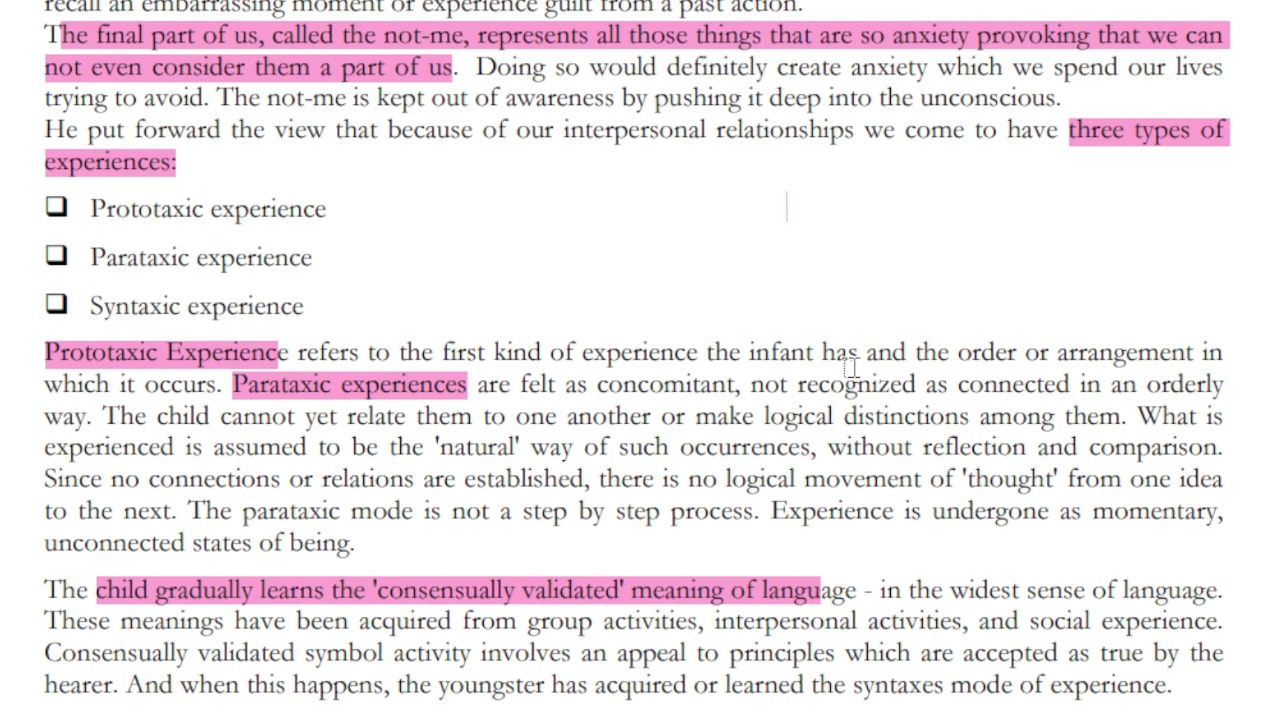 recall an embarrassing moment or experience guilt from a past action.
The final part of us, called the not-me, represents all those things that are so anxiety provoking that we can
not even consider them a part of us. Doing so would definitely create anxiety which we spend our lives
trying to avoid. The not-me is kept out of awareness by pushing it deep into the unconscious.
He put forward the view that because of our interpersonal relationships we come to have three types of
experiences:
❑ Prototaxic experience
❑ Parataxic experience
❑ Syntaxic experience
Prototaxic Experience refers to the first kind of experience the infant has and the order or arrangement in
which it occurs. Parataxic experiences are felt as concomitant, not recognized as connected in an orderly
way. The child cannot yet relate them to one another or make logical distinctions among them. What is
experienced is assumed to be the 'natural' way of such occurrences, without reflection and comparison.
Since no connections or relations are established, there is no logical movement of 'thought' from one idea
to the next. The parataxic mode is not a step by step process. Experience is undergone as momentary,
unconnected states of being.
The child gradually learns the 'consensually validated' meaning of language - in the widest sense of language.
These meanings have been acquired from group activities, interpersonal activities, and social experience.
Consensually validated symbol activity involves an appeal to principles which are accepted as true by the
hearer. And when this happens, the youngster has acquired or learned the syntaxes mode of experience.